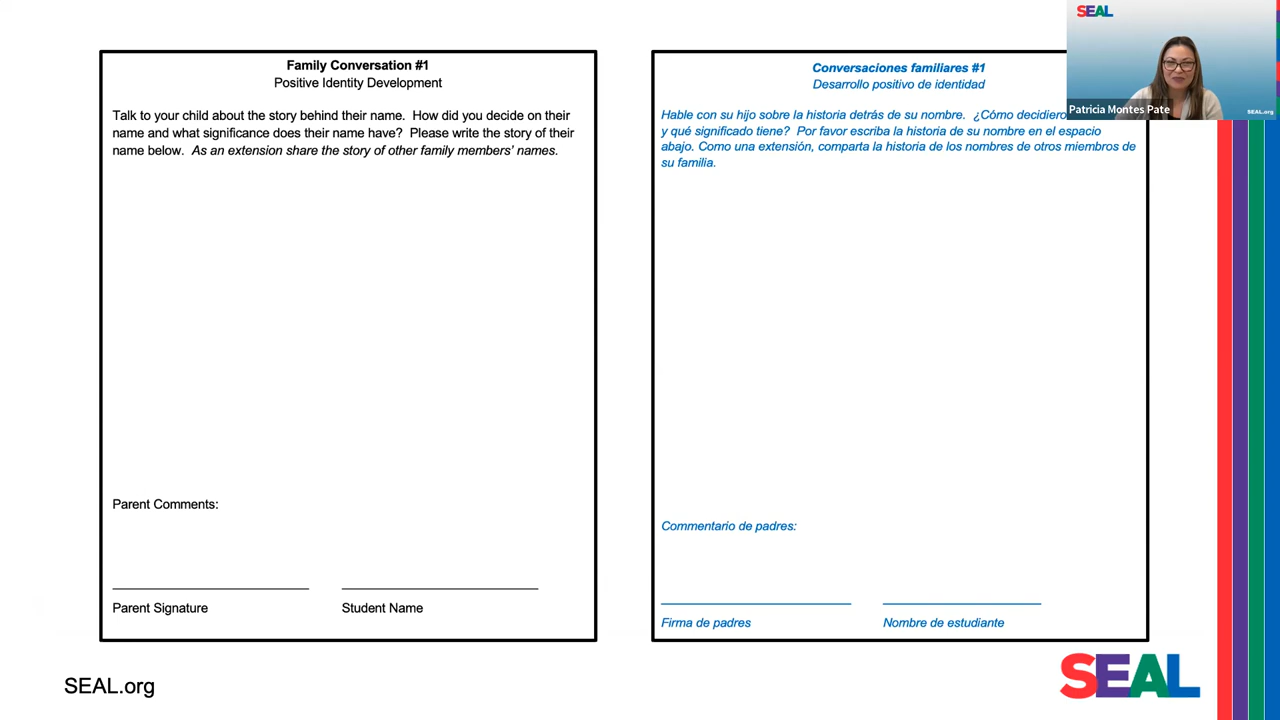 Family Conversation #1
Positive Identity Development
Talk to your child about the story behind their name. How did you decide on their
name and what significance does their name have? Please write the story of their
name below. As an extension share the story of other family members' names.
Parent Comments:
Parent Signature
Student Name
Conversaciones familiares #1
Desarrollo positivo de identidad
Hable con su hijo sobre la historia detrás de su nombre. ¿Cómo decidiero
y qué significado tiene? Por favor escriba la historia de su nombre en el espacio
abajo. Como una extensión, comparta la historia de los nombres de otros miembros de
su familia.
Commentario de padres:
Firma de padres
Nombre de estudiante
SEAL
Patricia Montes Pate
SEAL.org
SEAL.org
SEAL